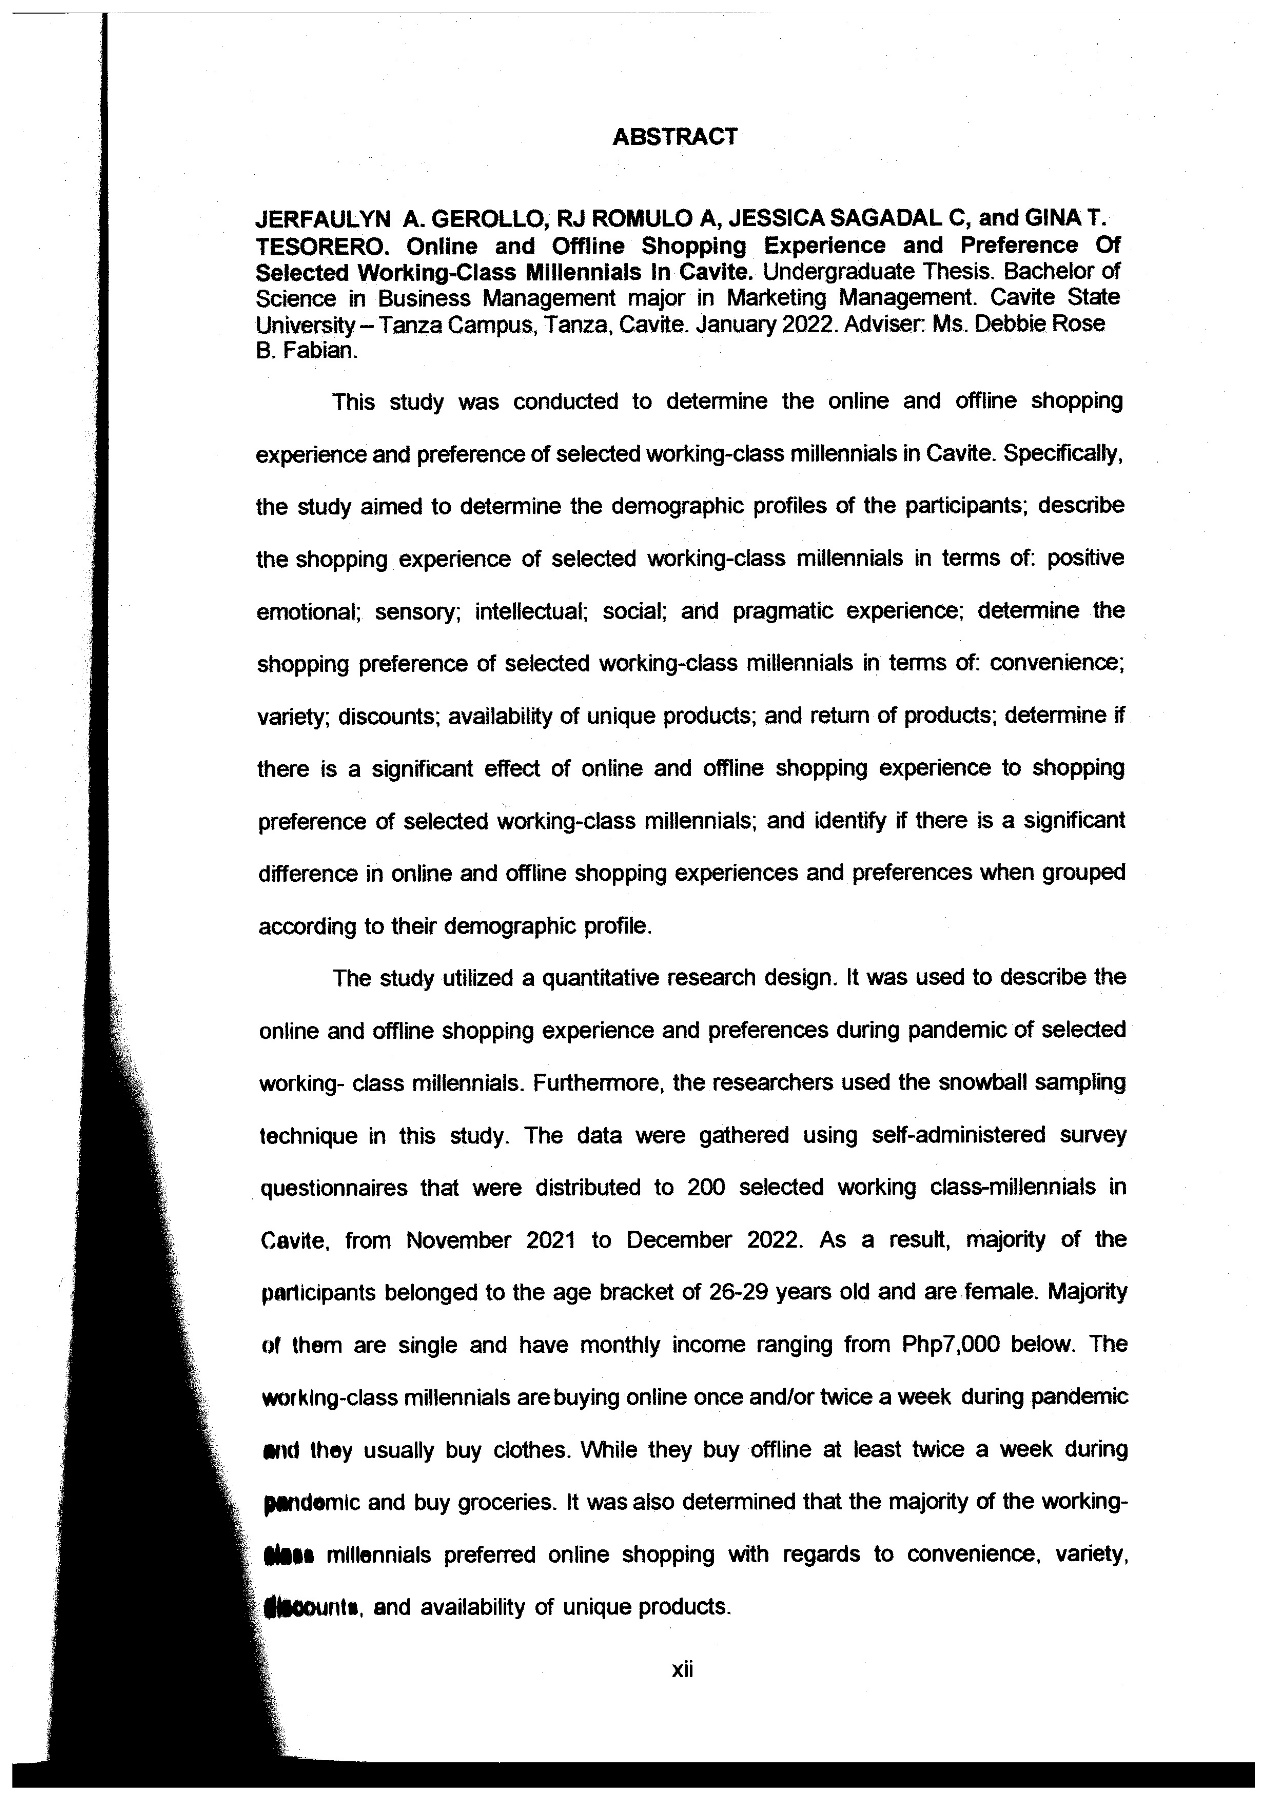 ABSTRACT
JERFAULYN A. GEROLLO, RJ ROMULO A, JESSICA SAGADAL C, and GINA T.
TESORERO. Online and Offline Shopping Experience and Preference Of
Selected Working-Class Millennials In Cavite. Undergraduate Thesis. Bachelor of
Science in Business Management major in Marketing Management. Cavite State
University – Tanza Campus, Tanza, Cavite. January 2022. Adviser: Ms. Debbie Rose
B. Fabian.
This study was conducted to determine the online and offline shopping
experience and preference of selected working-class millennials in Cavite. Specifically,
the study aimed to determine the demographic profiles of the participants; describe
the shopping experience of selected working-class millennials in terms of: positive
emotional; sensory; intellectual; social; and pragmatic experience; determine the
shopping preference of selected working-class millennials in terms of: convenience;
variety; discounts; availability of unique products; and return of products; determine if
there is a significant effect of online and offline shopping experience to shopping
preference of selected working-class millennials; and identify if there is a significant
difference in online and offline shopping experiences and preferences when grouped
according to their demographic profile.
The study utilized a quantitative research design. It was used to describe the
online and offline shopping experience and preferences during pandemic of selected
working- class millennials. Furthermore, the researchers used the snowball sampling
technique in this study. The data were gathered using self-administered survey
questionnaires that were distributed to 200 selected working class-millennials in
Cavite, from November 2021 to December 2022. As a result, majority of the
participants belonged to the age bracket of 26-29 years old and are female. Majority
of them are single and have monthly income ranging from Php7,000 below. The
working-class millennials are buying online once and/or twice a week during pandemic
and they usually buy clothes. While they buy offline at least twice a week during
pandemic and buy groceries. It was also determined that the majority of the working-
class millennials preferred online shopping with regards to convenience, variety,
discounts, and availability of unique products.
xii